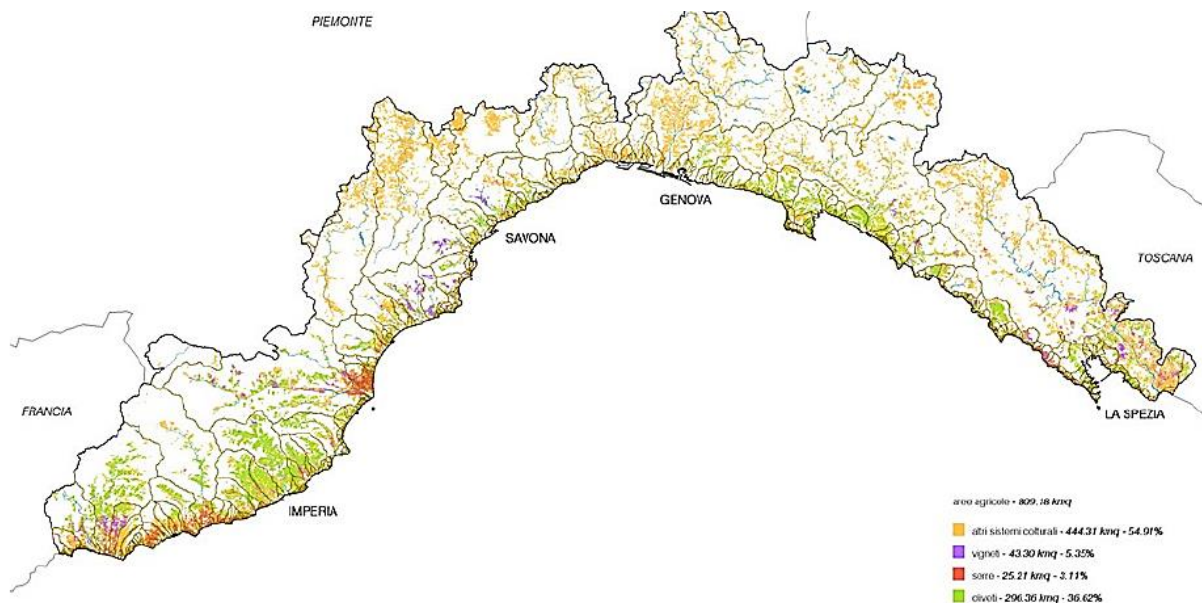 PIEMONTE
GENOVA
SAVONA
TOSCANA
FRANCIA
LA SPEZIA
IMPERIA
aree agricole - 809.18 kmq
altri sistemi colturali - 444.31 kmq - 54.91%
vigneti - 43.30 kmq - 5.35%
serre - 25.21 kmq - 3.11%
oliveti - 296.36 kmq - 36.62%